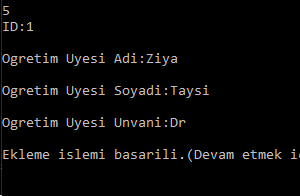 5
ID:1
Ogretim Uyesi Adi:Ziya
Ogretim Uyesi Soyadi:Taysi
Ogretim Uyesi Unvani:Dr
Ekleme islemi basarili.(Devam etmek